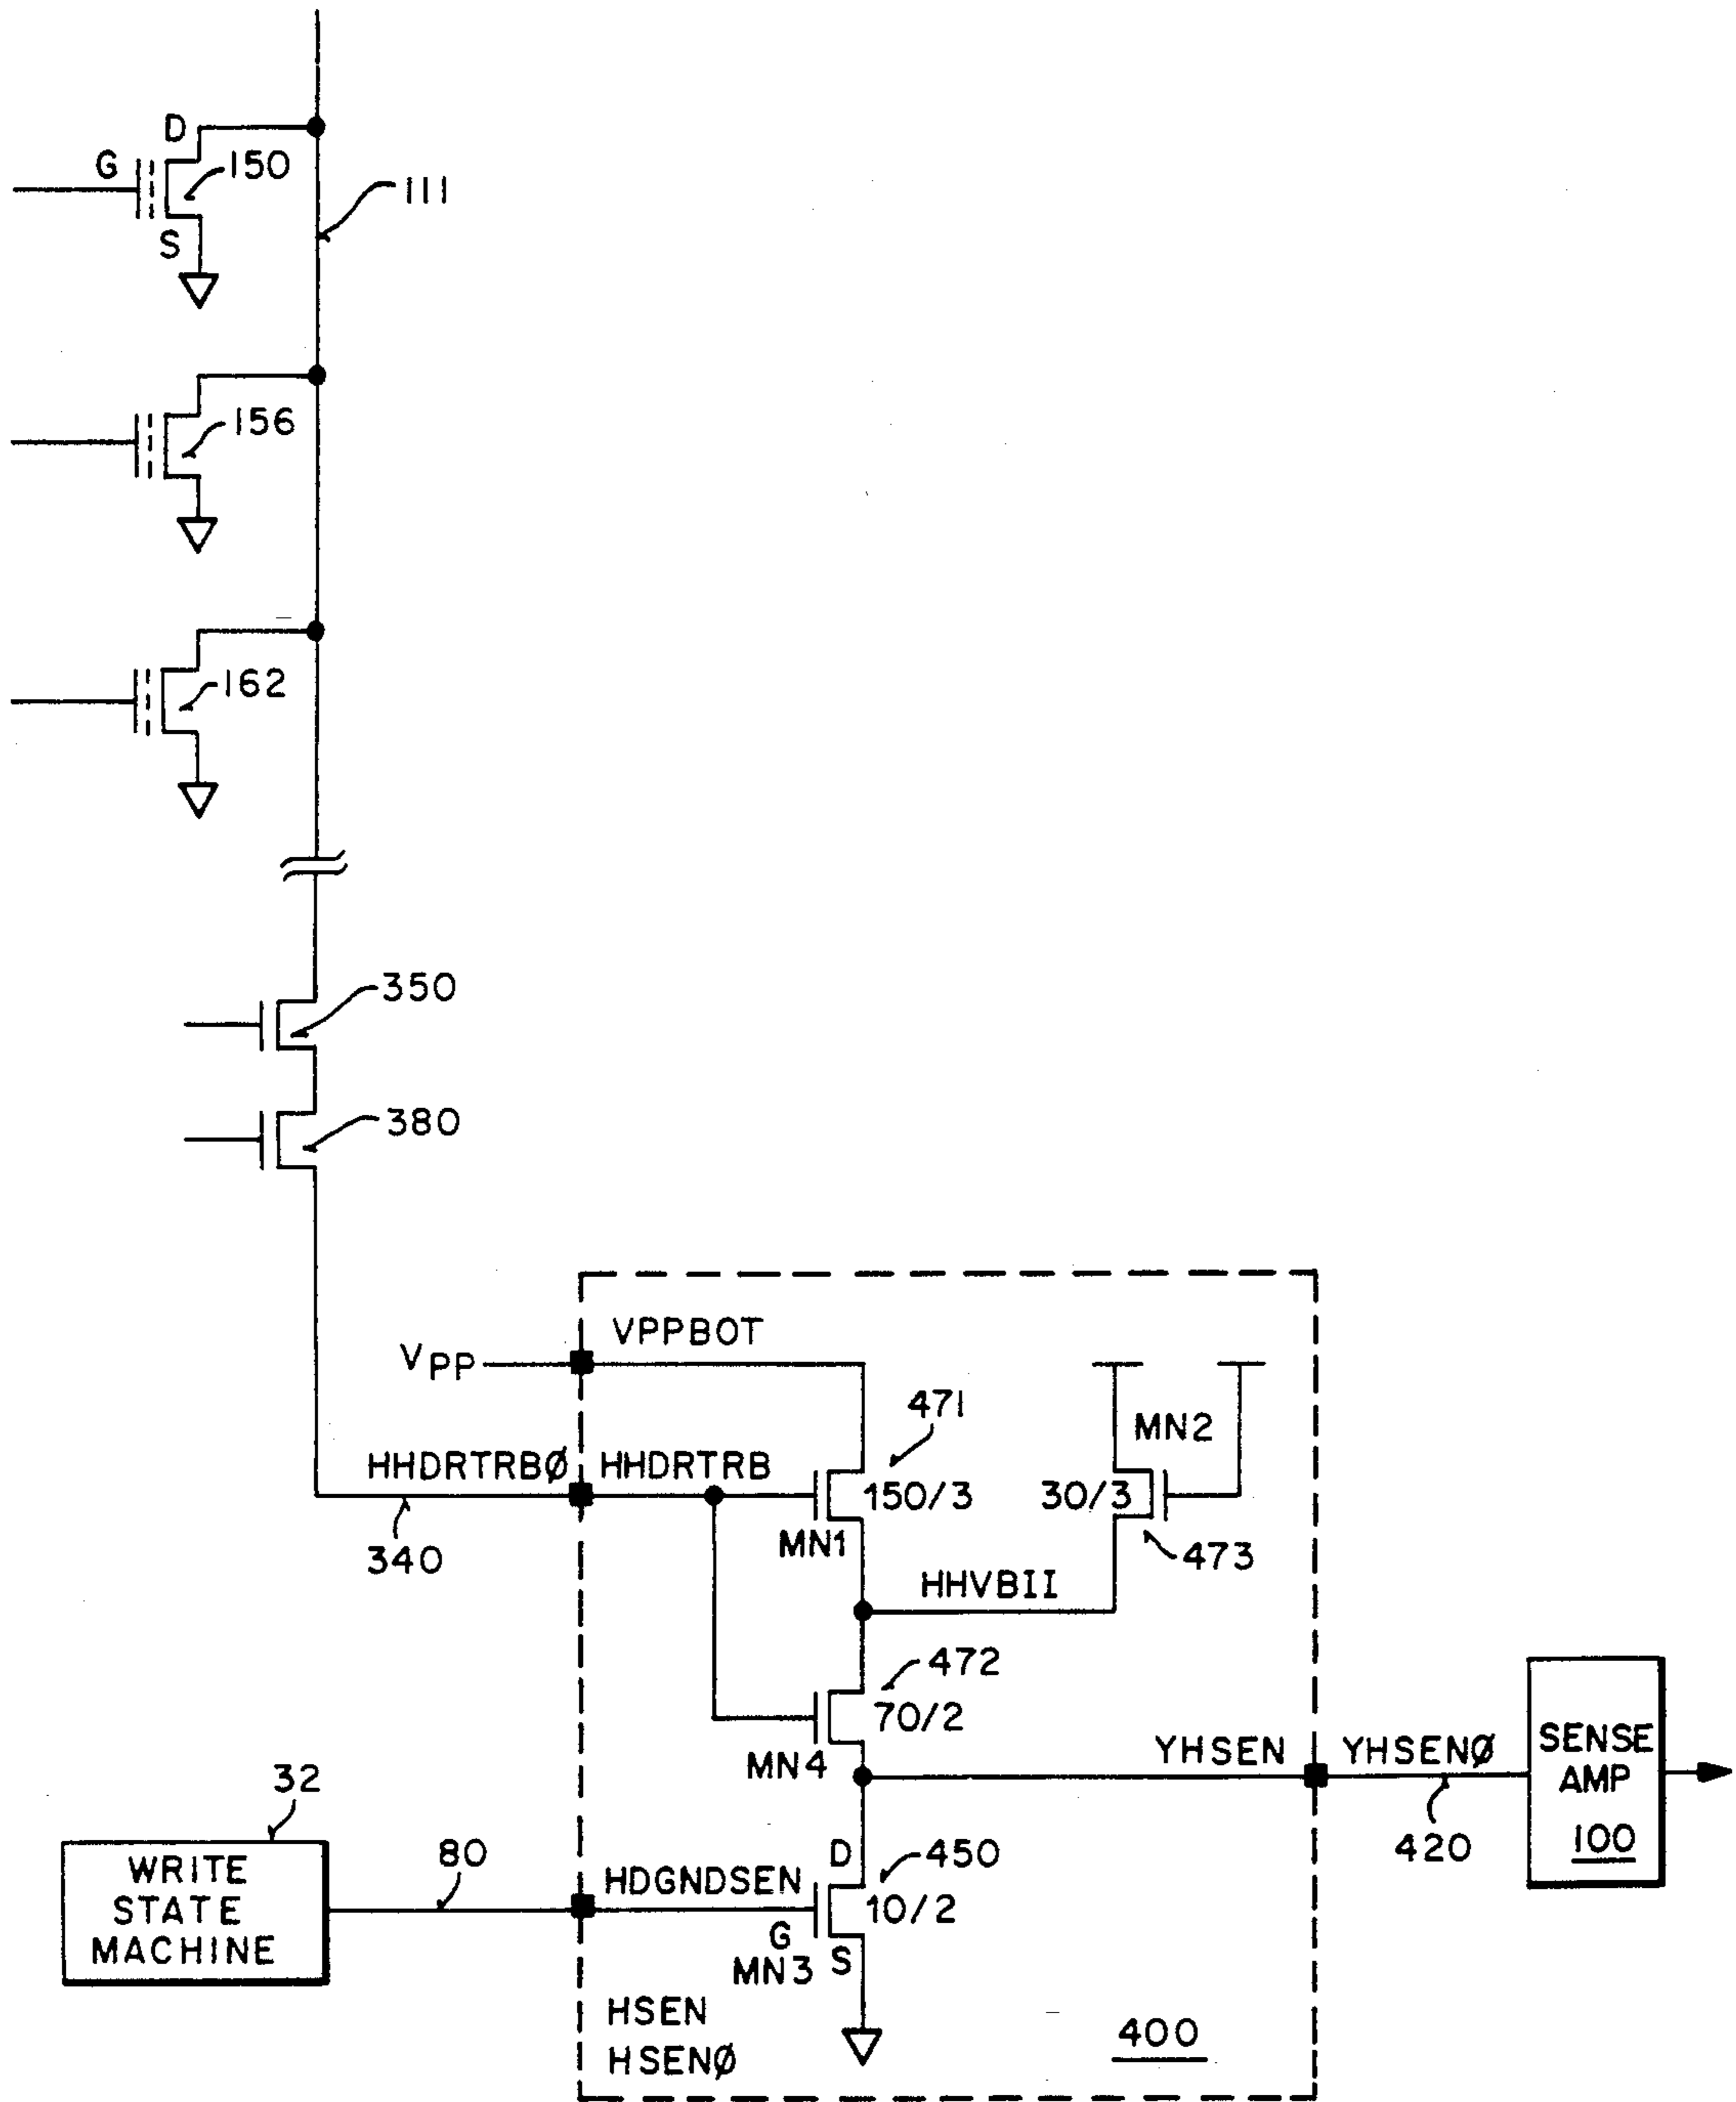 D
G
150
111
S
156
162
350
380
VPPBOT
VPP
471
MN2
HHDRTRBØ
HHDRTRB
150/3
30/3
MN1
340
473
HHVBII
472
70/2
YHSEN
YHSENØ
SENSE
AMP
100
MN4
32
420
WRITE
STATE
MACHINE
80
D
450
HDGNDSEN
10/2
G
S
MN3
HSEN
HSENØ
400